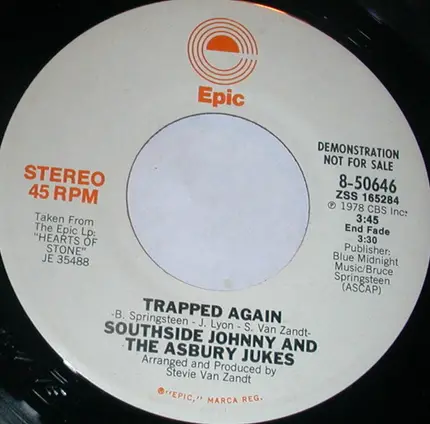 Epic
STEREO
45 RPM
Taken From
The Epic Lp:
"HEARTS OF
STONE"
JE 35488
DEMONSTRATION
NOT FOR SALE
8-50646
ZSS 165284
℗ 1978 CBS Inc.
3:45
End Fade
3:30
Publisher:
Blue Midnight
Music/Bruce
Springsteen
(ASCAP)
TRAPPED AGAIN
-B. Springsteen - J. Lyon - S. Van Zandt-
SOUTHSIDE JOHNNY AND
THE ASBURY JUKES
Arranged and Produced by
Stevie Van Zandt
®"EPIC," MARCA REG.